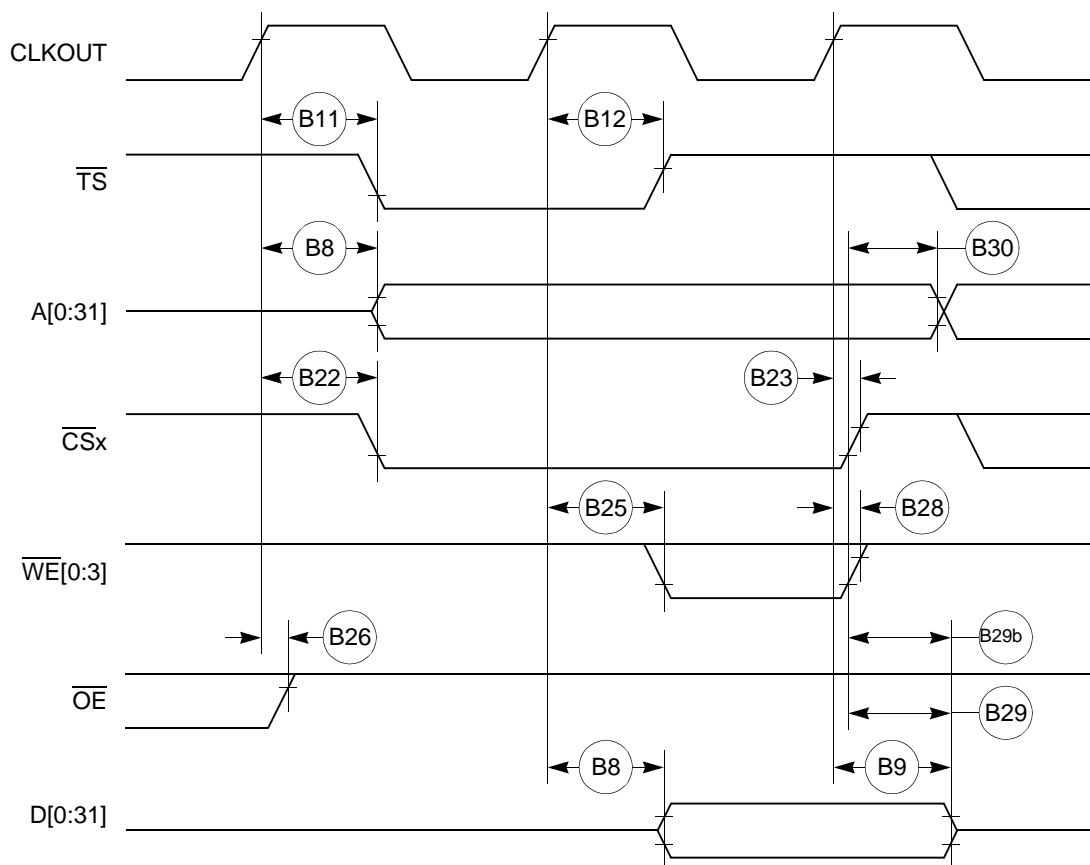 CLKOUT
B11
B12
TS
B8
B30
A[0:31]
B22
B23
CSx
B25
B28
WE[0:3]
B26
B29b
OE
B29
B8
B9
D[0:31]